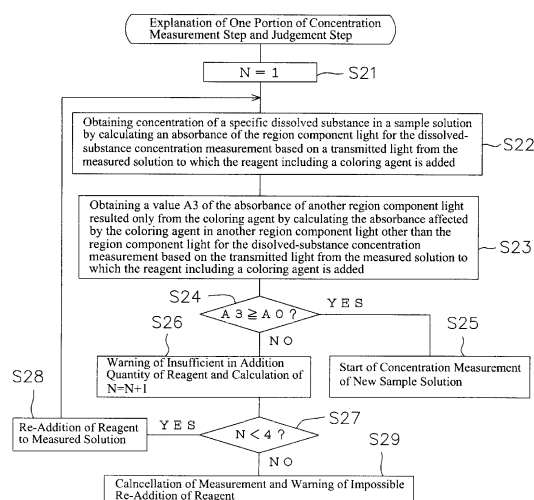 Explanation of One Portion of Concentration
Measurement Step and Judgement Step
N = 1
S21
Obtaining concentration of a specific dissolved substance in a sample solution
by calculating an absorbance of the region component light for the dissolved-
substance concentration measurement based on a transmitted light from the
measured solution to which the reagent including a coloring agent is added
S22
Obtaining a value A3 of the absorbance of another region component light
resulted only from the coloring agent by calculating the absorbance affected
by the coloring agent in another region component light other than the
region component light for the disolved-substance concentration
measurement based on the transmitted light from the measured solution to
which the reagent including a coloring agent is added
S23
S24
A3≧A0?
YES
NO
S26
S25
Warning of Insufficient in Addition
Quantity of Reagent and Calculation of
N=N+1
Start of Concentration Measurement
of New Sample Solution
S28
Re-Addition of Reagent
to Measured Solution
YES
N<4?
S27
NO
S29
Calncellation of Measurement and Warning of Impossible
Re-Addition of Reagent